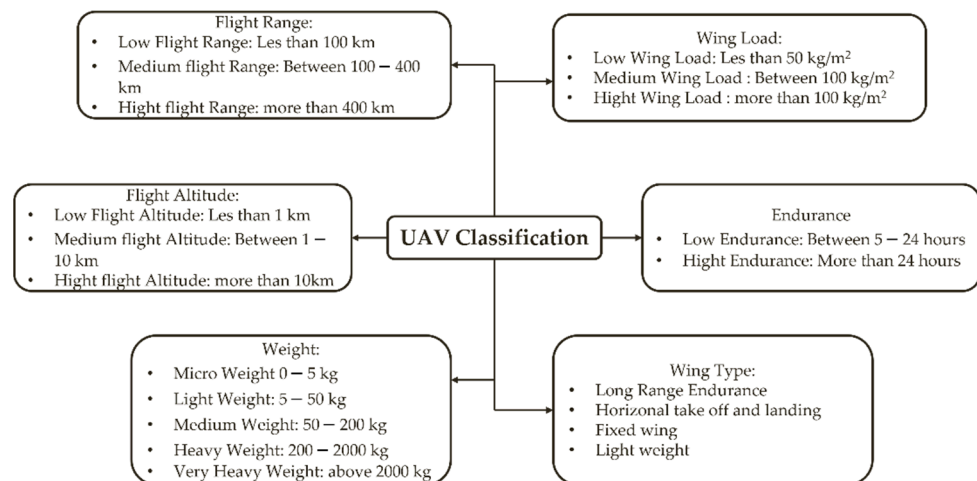 Flight Range:
• Low Flight Range: Less than 100 km
• Medium flight Range: Between 100 – 400
km
• Hight flight Range: more than 400 km
Wing Load:
• Low Wing Load: Less than 50 kg/m²
• Medium Wing Load : Between 100 kg/m²
• Hight Wing Load : more than 100 kg/m²
Flight Altitude:
• Low Flight Altitude: Les than 1 km
• Medium flight Altitude: Between 1 –
10 km
• Hight flight Altitude: more than 10km
UAV Classification
Endurance
• Low Endurance: Between 5 – 24 hours
• Hight Endurance: More than 24 hours
Weight:
• Micro Weight 0 – 5 kg
• Light Weight: 5 – 50 kg
• Medium Weight: 50 – 200 kg
• Heavy Weight: 200 – 2000 kg
• Very Heavy Weight: above 2000 kg
Wing Type:
• Long Range Endurance
• Horizonal take off and landing
• Fixed wing
• Light weight